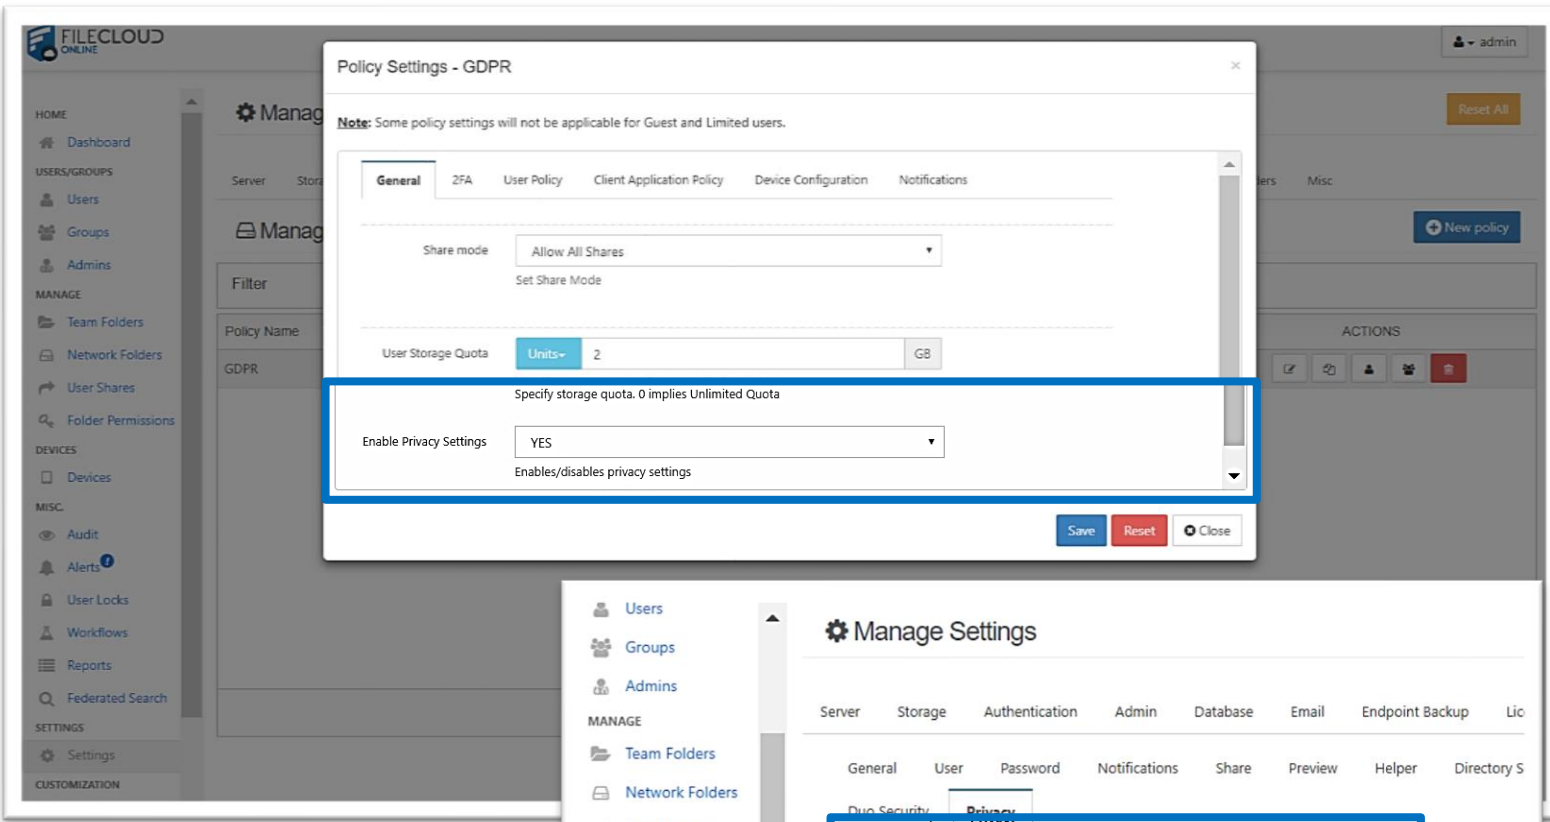 FILECLOUD
ONLINE
admin
Policy Settings - GDPR
×
HOME
Manag
Reset All
Note: Some policy settings will not be applicable for Guest and Limited users.
Dashboard
USERS/GROUPS
Server
General
2FA
User Policy
Client Application Policy
Device Configuration
Notifications
Misc
Users
Groups
Manag
New policy
Share mode
Allow All Shares
Set Share Mode
Admins
Filter
MANAGE
Team Folders
Policy Name
ACTIONS
Network Folders
User Storage Quota
Units
2
GB
GDPR
User Shares
Specify storage quota. 0 implies Unlimited Quota
Folder Permissions
Enable Privacy Settings
YES
Enables/disables privacy settings
DEVICES
Devices
MISC.
Audit
Save
Reset
Close
Alerts
User Locks
Workflows
Reports
Federated Search
SETTINGS
Settings
CUSTOMIZATION
Users
Groups
Admins
MANAGE
Team Folders
Network Folders
Manage Settings
Server Storage Authentication Admin Database Email Endpoint Backup Lic
General User Password Notifications Share Preview Helper Directory S
Duo Security Privacy